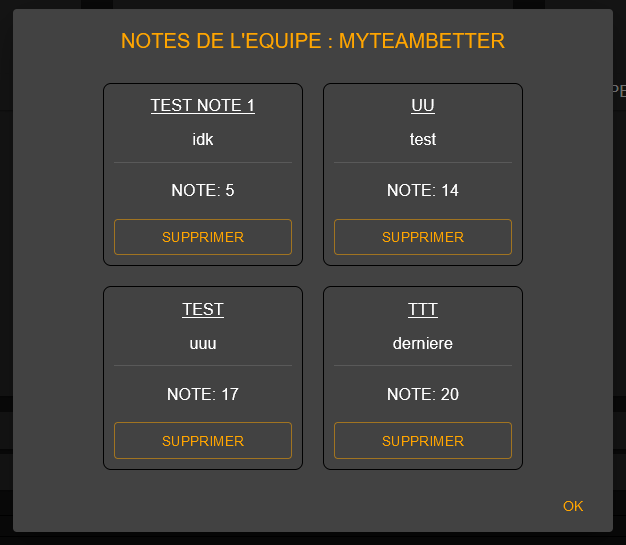 NOTES DE L'EQUIPE : MYTEAMBETTER
TEST NOTE 1
idk
NOTE: 5
SUPPRIMER
UU
test
NOTE: 14
SUPPRIMER
TEST
uuu
NOTE: 17
SUPPRIMER
TTT
derniere
NOTE: 20
SUPPRIMER
OK